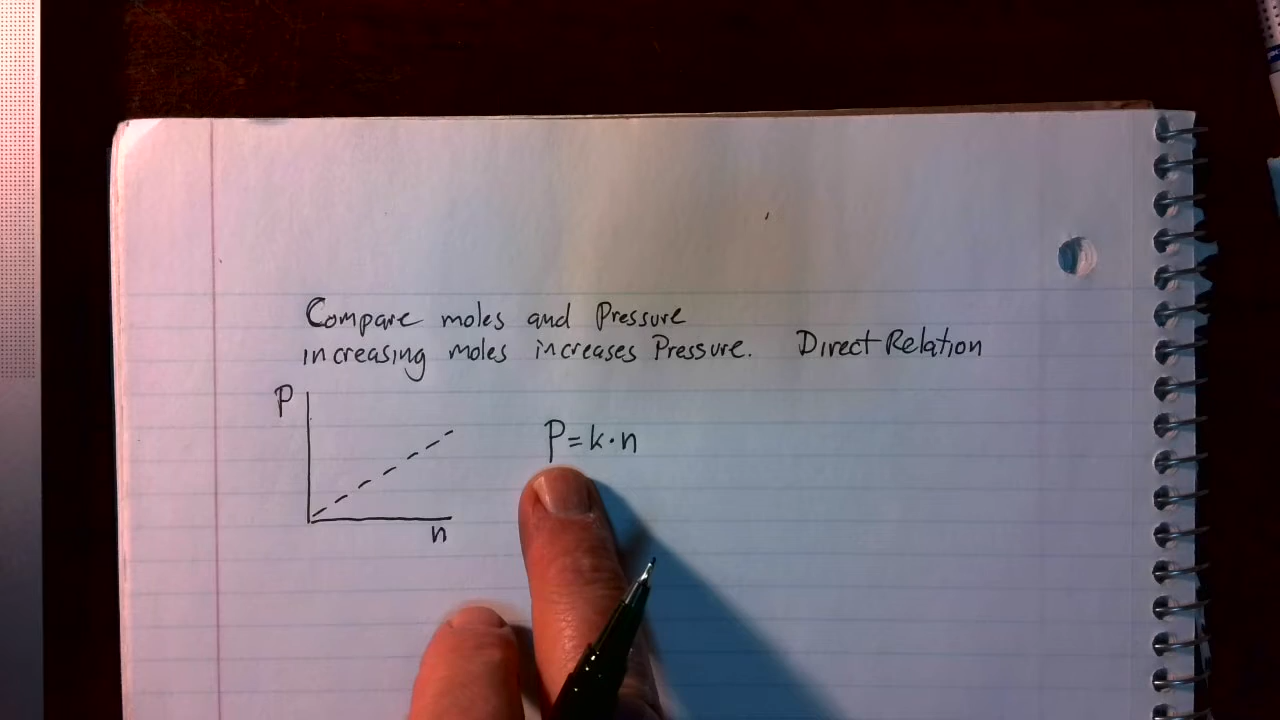 Compare moles and Pressure
increasing moles increases Pressure. Direct Relation
P
P=k·n
n